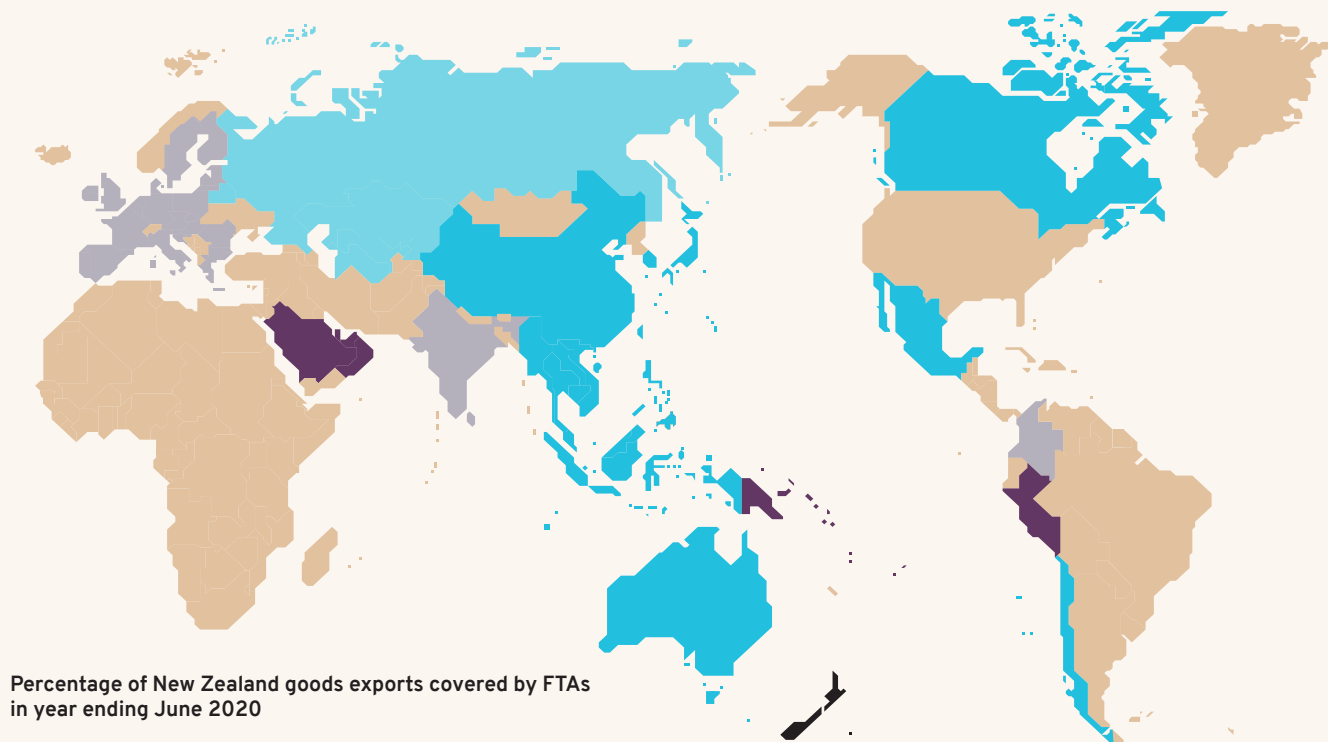 Percentage of New Zealand goods exports covered by FTAs
in year ending June 2020